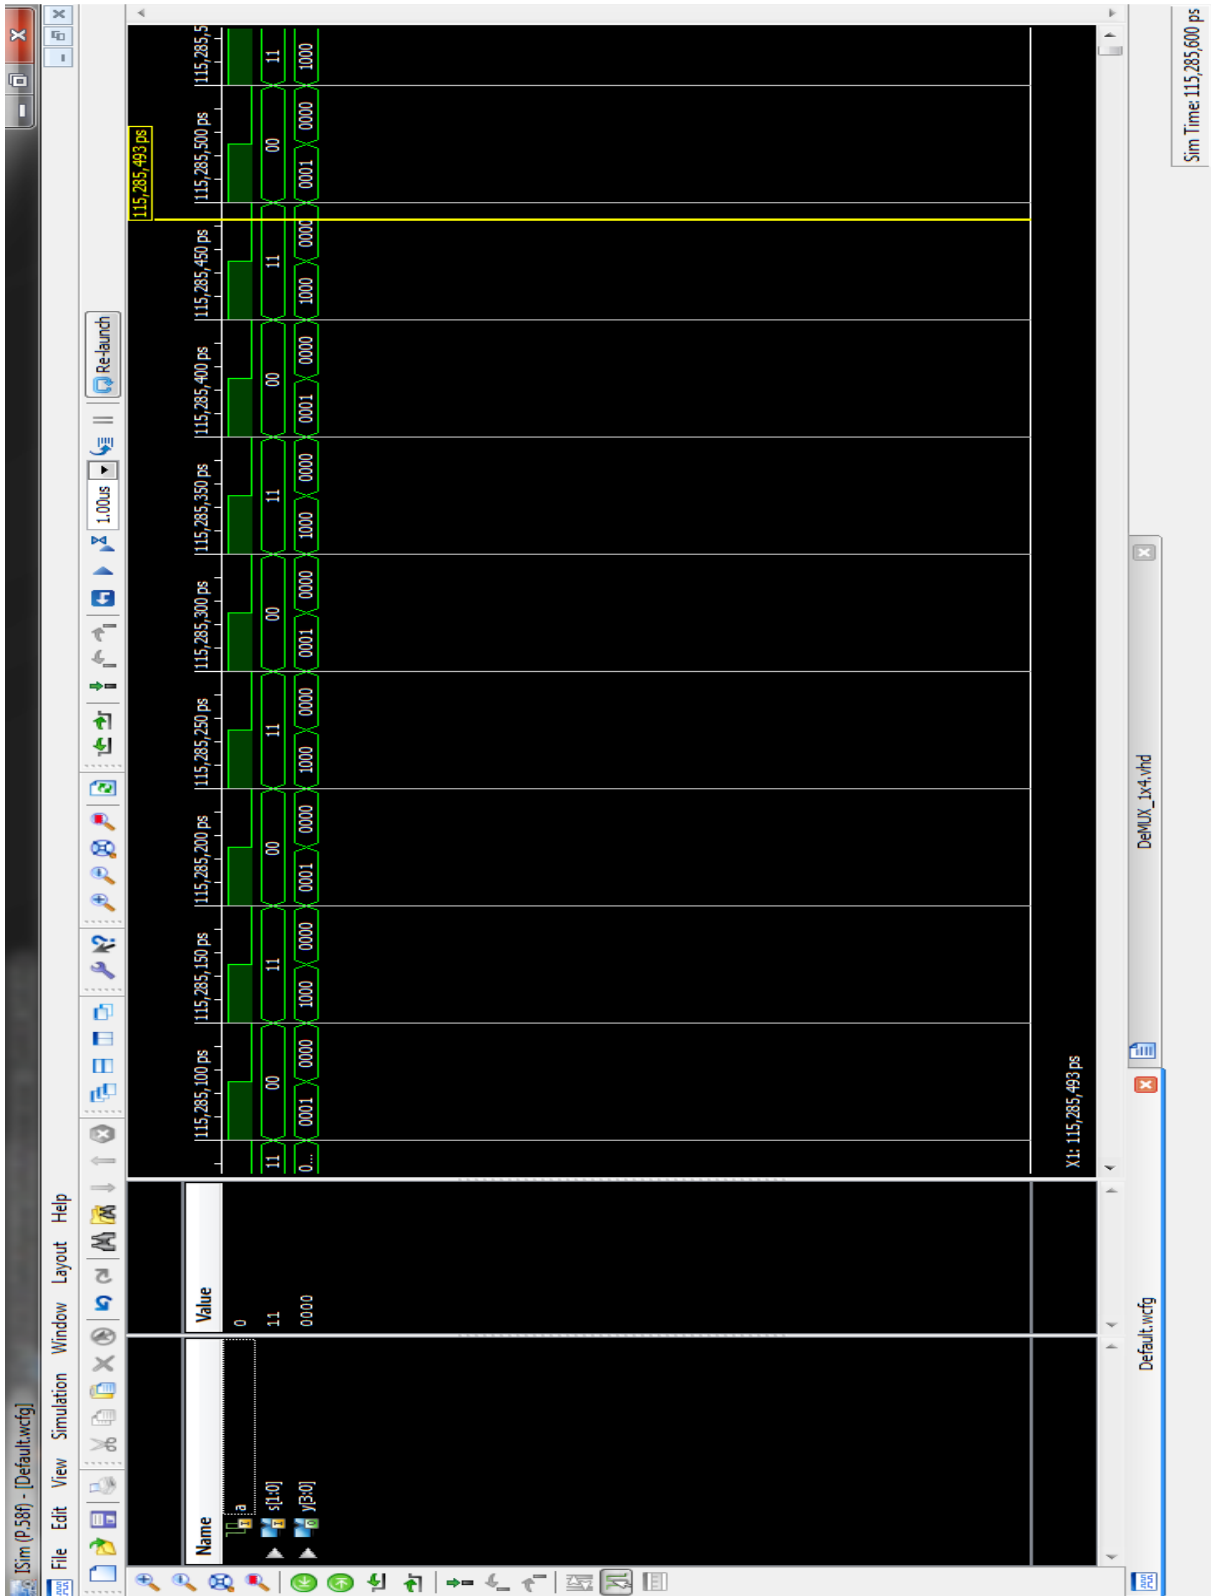 ISim (P.58f) - [Default.wcfg]
File Edit View Simulation Window Layout Help
1.00us Re-launch
115,285,493 ps
Name Value
115,285,100 ps 115,285,150 ps 115,285,200 ps 115,285,250 ps 115,285,300 ps 115,285,350 ps 115,285,400 ps 115,285,450 ps 115,285,500 ps 115,285,5
a 0
s[1:0] 11 11 00 11 00 11 00 11 00 11 00 11
y[3:0] 0000 0... 0001 0000 1000 0000 0001 0000 1000 0000 0001 0000 1000 0000 0001 0000 1000 0000 0001 0000 1000
X1: 115,285,493 ps
Default.wcfg DeMUX_1x4.vhd
Sim Time: 115,285,600 ps